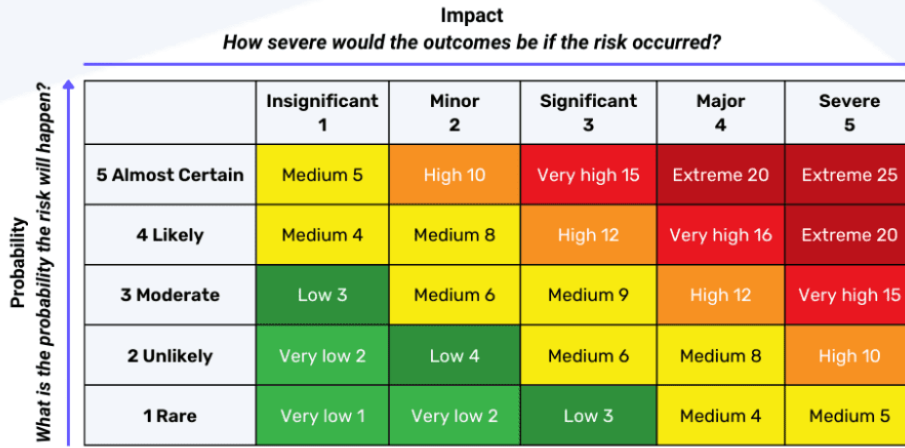 Impact
How severe would the outcomes be if the risk occurred?
Probability
What is the probability the risk will happen?
Insignificant
1
Minor
2
Significant
3
Major
4
Severe
5
5 Almost Certain
Medium 5
High 10
Very high 15
Extreme 20
Extreme 25
4 Likely
Medium 4
Medium 8
High 12
Very high 16
Extreme 20
3 Moderate
Low 3
Medium 6
Medium 9
High 12
Very high 15
2 Unlikely
Very low 2
Low 4
Medium 6
Medium 8
High 10
1 Rare
Very low 1
Very low 2
Low 3
Medium 4
Medium 5